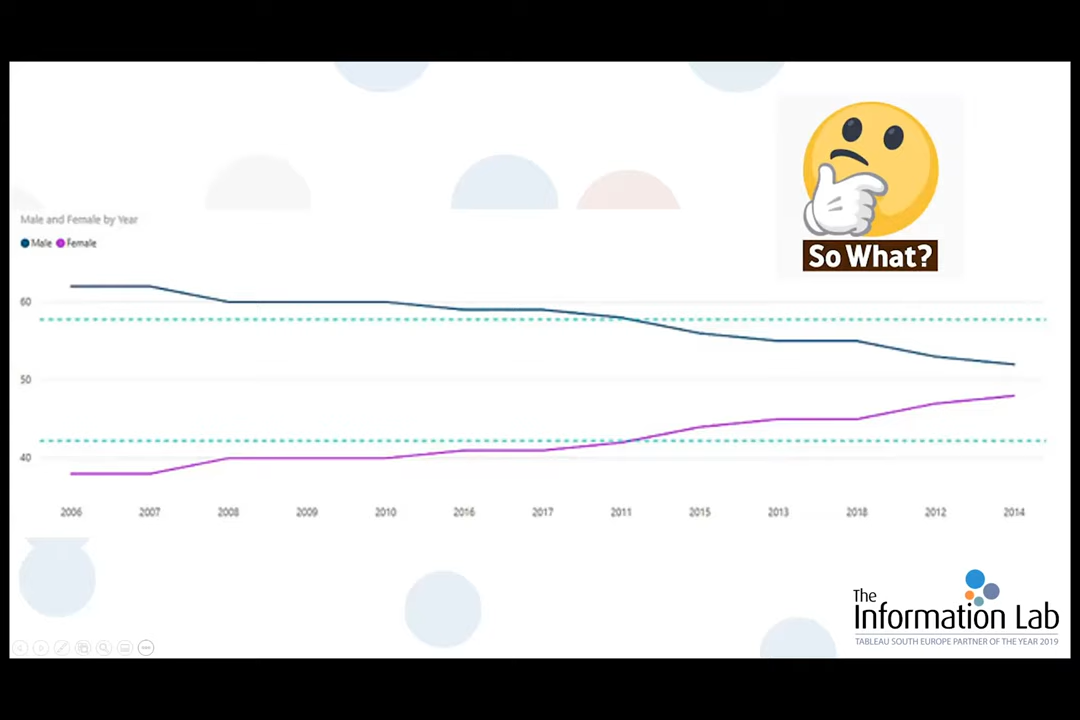 So What?
Male and Female by Year
Male Female
60
50
40
2006 2007 2008 2009 2010 2016 2017 2011 2015 2013 2018 2012 2014
The
Information Lab
TABLEAU SOUTH EUROPE PARTNER OF THE YEAR 2019